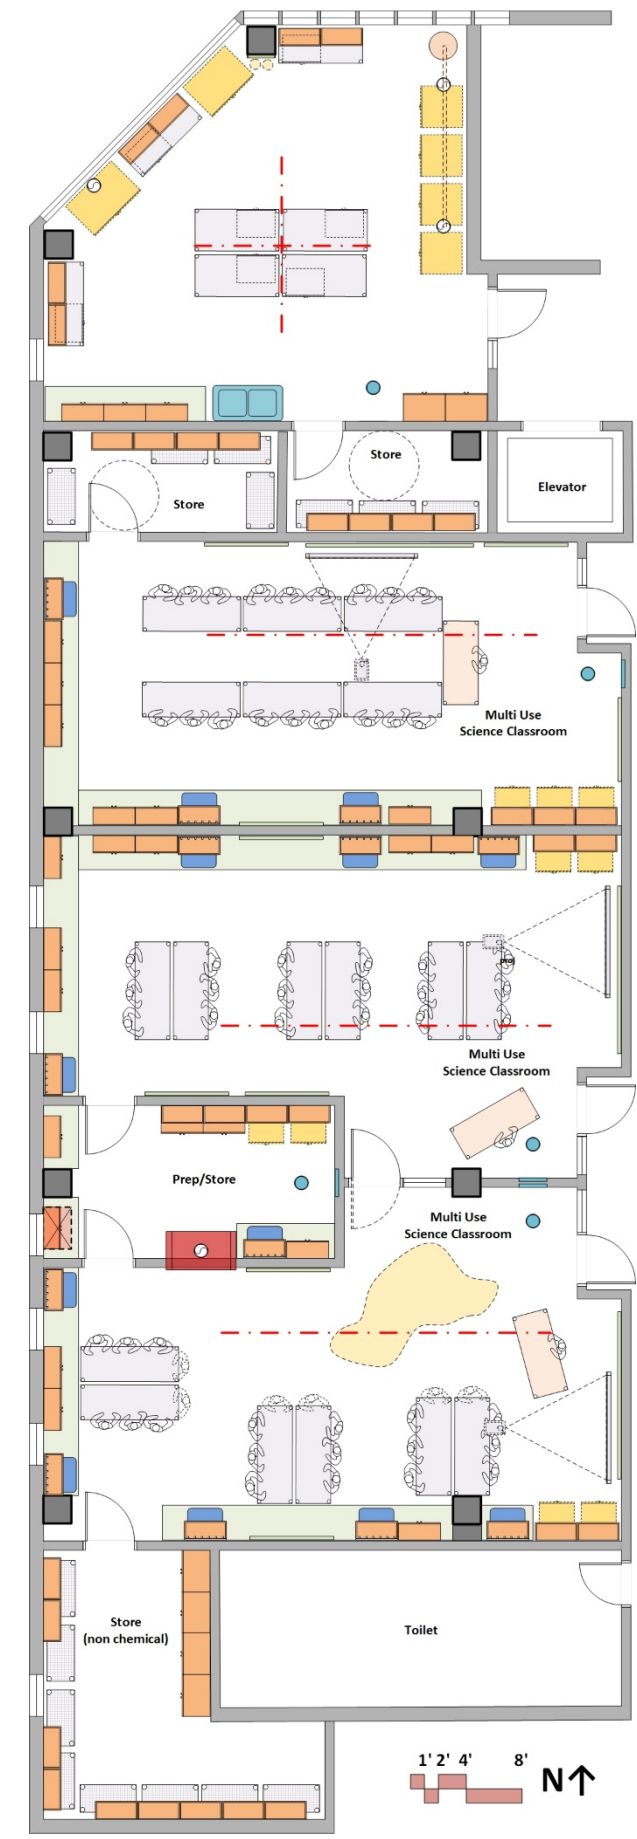 Store
Store
Elevator
Multi Use
Science Classroom
proj
Multi Use
Science Classroom
Prep/Store
Multi Use
Science Classroom
Store
(non chemical)
Toilet
1' 2' 4' 8'
N↑